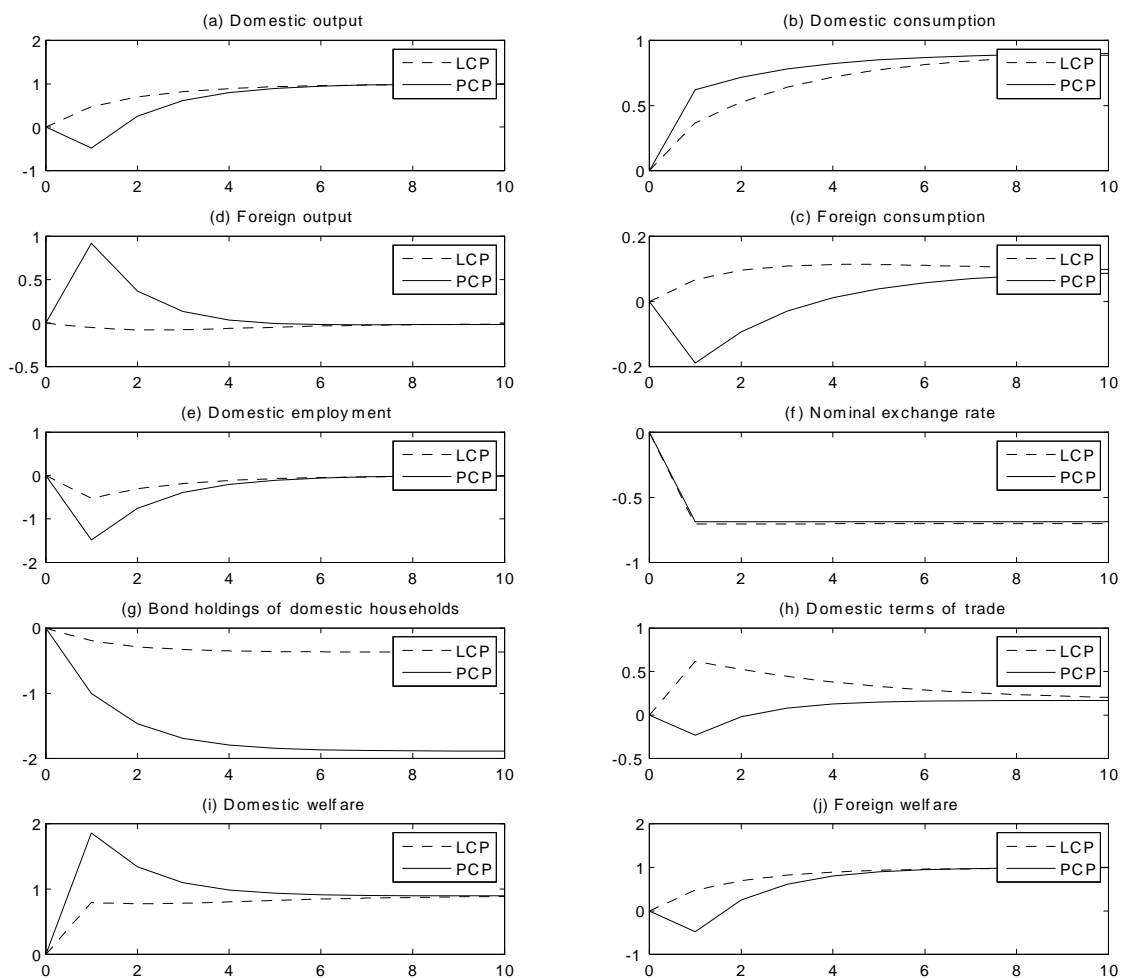 (a) Domestic output
2
1
0
-1
0 2 4 6 8 10
LCP
PCP
(b) Domestic consumption
1
0.5
0
0 2 4 6 8 10
LCP
PCP
(d) Foreign output
1
0.5
0
-0.5
0 2 4 6 8 10
LCP
PCP
(c) Foreign consumption
0.2
0
-0.2
0 2 4 6 8 10
LCP
PCP
(e) Domestic employment
1
0
-1
-2
0 2 4 6 8 10
LCP
PCP
(f) Nominal exchange rate
0
-0.5
-1
0 2 4 6 8 10
LCP
PCP
(g) Bond holdings of domestic households
0
-1
-2
0 2 4 6 8 10
LCP
PCP
(h) Domestic terms of trade
1
0.5
0
-0.5
0 2 4 6 8 10
LCP
PCP
(i) Domestic welfare
2
1
0
0 2 4 6 8 10
LCP
PCP
(j) Foreign welfare
2
1
0
-1
0 2 4 6 8 10
LCP
PCP